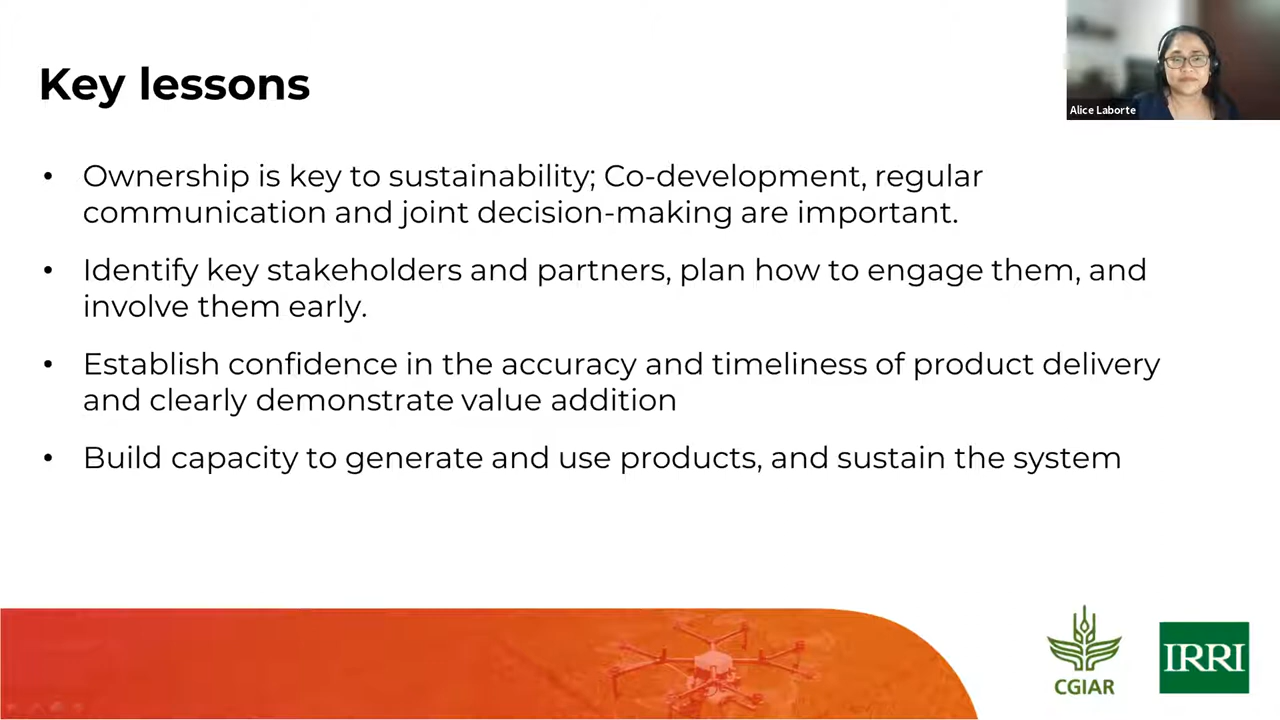 Key lessons
Alice Laborte
• Ownership is key to sustainability; Co-development, regular
communication and joint decision-making are important.
• Identify key stakeholders and partners, plan how to engage them, and
involve them early.
• Establish confidence in the accuracy and timeliness of product delivery
and clearly demonstrate value addition
• Build capacity to generate and use products, and sustain the system
CGIAR
IRRI